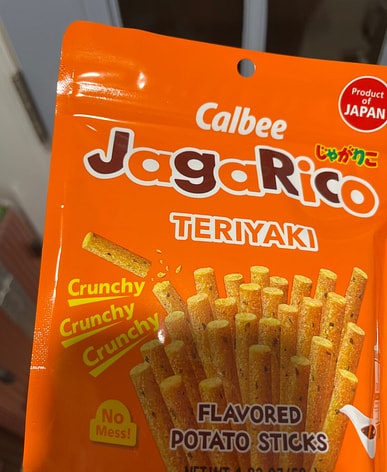 Calbee
Product of
JAPAN
じゃがりこ
JagaRico
TERIYAKI
Crunchy
Crunchy
Crunchy
No
Mess!
FLAVORED
POTATO STICKS